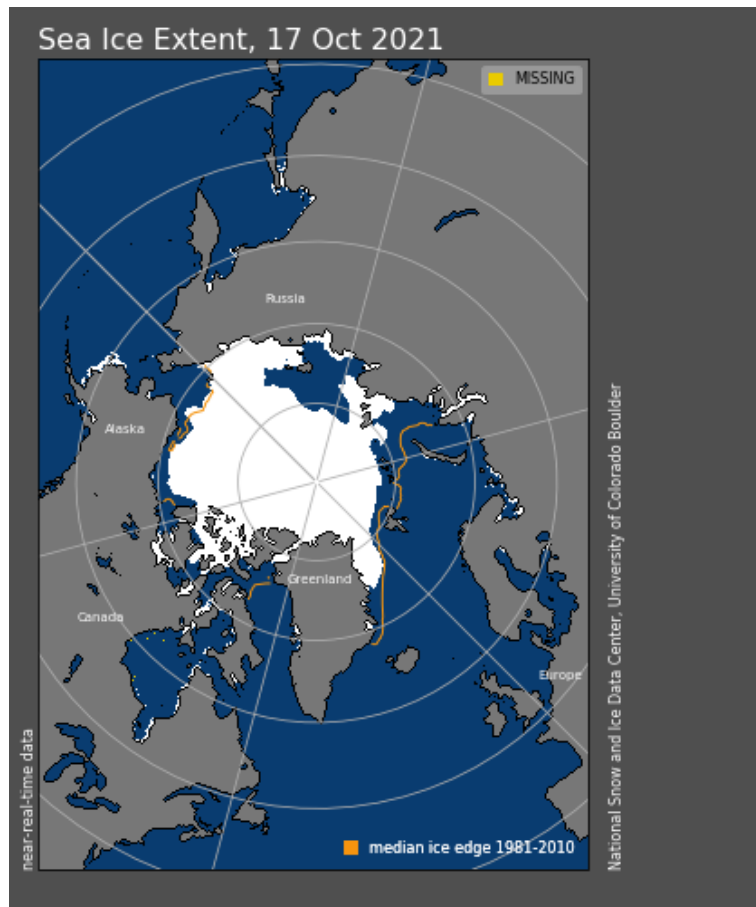 Sea Ice Extent, 17 Oct 2021
MISSING
Russia
Alaska
Greenland
Canada
Europe
median ice edge 1981-2010
near-real-time data
National Snow and Ice Data Center, University of Colorado Boulder